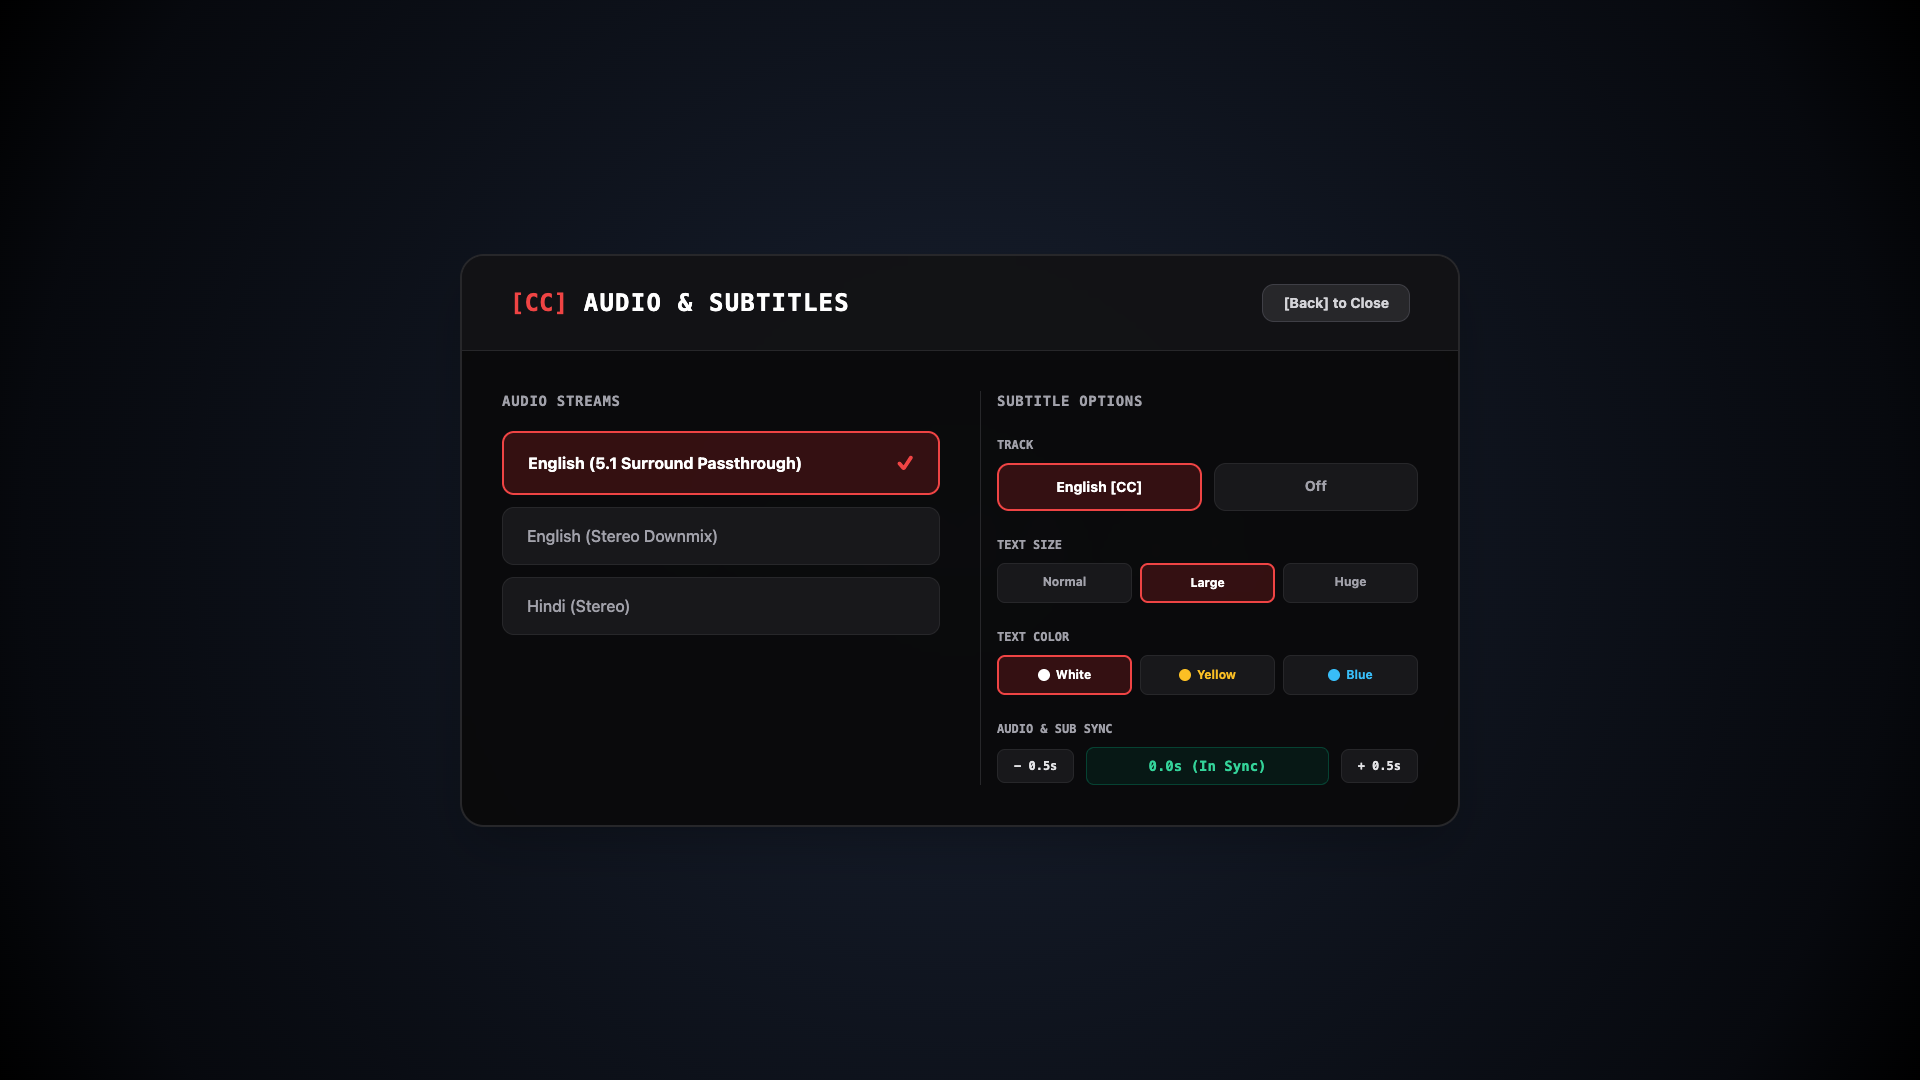 [CC] AUDIO & SUBTITLES
[Back] to Close
AUDIO STREAMS
English (5.1 Surround Passthrough)
English (Stereo Downmix)
Hindi (Stereo)
SUBTITLE OPTIONS
TRACK
English [CC]
Off
TEXT SIZE
Normal
Large
Huge
TEXT COLOR
White
Yellow
Blue
AUDIO & SUB SYNC
− 0.5s
0.0s (In Sync)
+ 0.5s